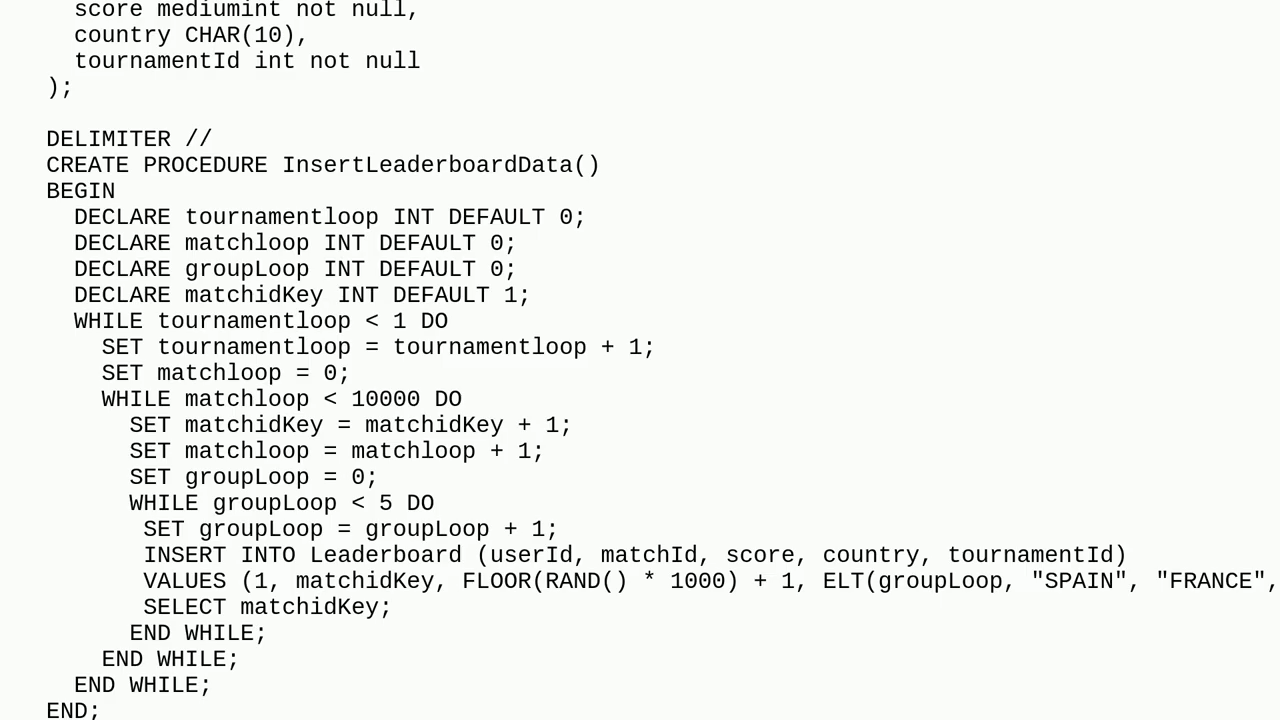 score mediumint not null,
country CHAR(10),
tournamentId int not null
);
DELIMITER //
CREATE PROCEDURE InsertLeaderboardData()
BEGIN
DECLARE tournamentloop INT DEFAULT 0;
DECLARE matchloop INT DEFAULT 0;
DECLARE groupLoop INT DEFAULT 0;
DECLARE matchidKey INT DEFAULT 1;
WHILE tournamentloop < 1 DO
SET tournamentloop = tournamentloop + 1;
SET matchloop = 0;
WHILE matchloop < 10000 DO
SET matchidKey = matchidKey + 1;
SET matchloop = matchloop + 1;
SET groupLoop = 0;
WHILE groupLoop < 5 DO
SET groupLoop = groupLoop + 1;
INSERT INTO Leaderboard (userId, matchId, score, country, tournamentId)
VALUES (1, matchidKey, FLOOR(RAND() * 1000) + 1, ELT(groupLoop, "SPAIN", "FRANCE",
SELECT matchidKey;
END WHILE;
END WHILE;
END WHILE;
END;